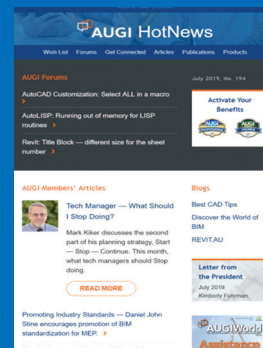 AUGI HotNews
Wish List Forums Get Connected Articles Publications Products
AUGI Forums
AutoCAD Customization: Select ALL in a macro >
AutoLISP: Running out of memory for LISP
routines >
Revit: Title Block — different size for the sheet
number >
July 2019, No. 194
Activate Your
Benefits
AUGI Members' Articles
Tech Manager — What Should
I Stop Doing?
Mark Kiker discusses the second
part of his planning strategy, Start
— Stop — Continue. This month,
what tech managers should stop
doing.
READ MORE
Promoting Industry Standards — Daniel John
Stine encourages promotion of BIM
standardization for MEP. >
Blogs
Best CAD Tips
Discover the World of
BIM
REVIT.AU
Letter from
the President
July 2019
Kimberly Fuhrman
AUGIWorld
Assistance